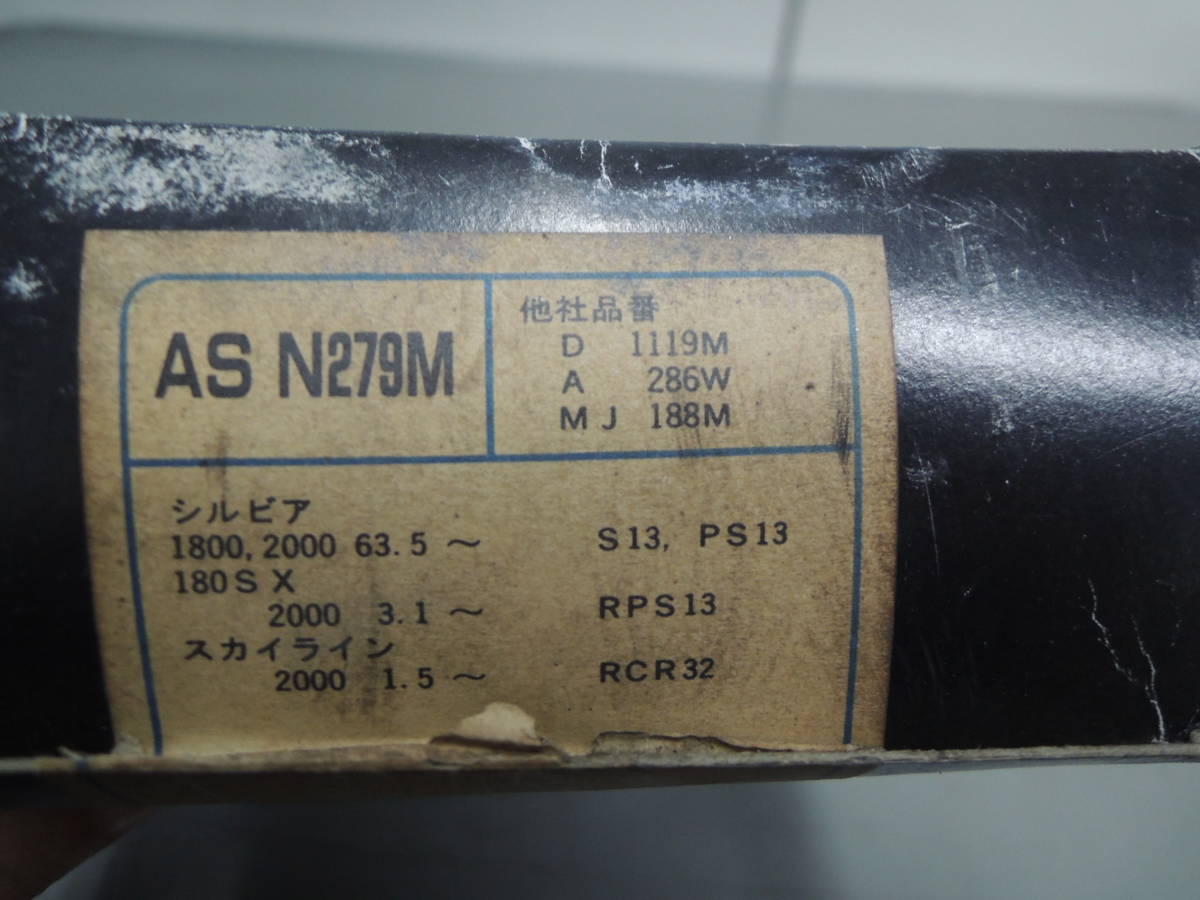 AS N279M
他社品番
D 1119M
A 286W
MJ 188M
シルビア
1800, 2000 63.5 ～ S13, PS13
180SX
2000 3.1 ～ RPS13
スカイライン
2000 1.5 ～ RCR32